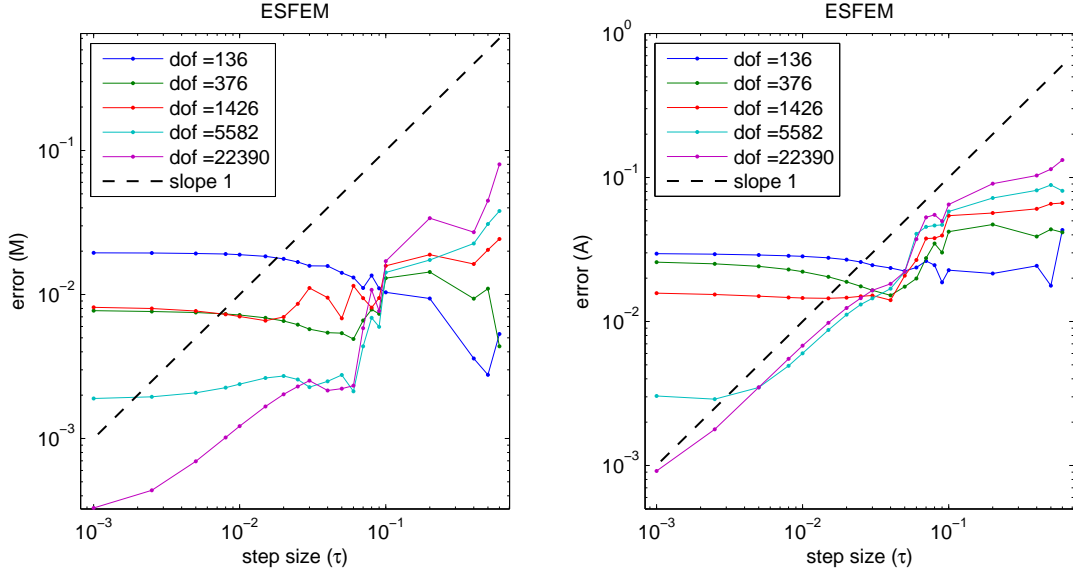 ESFEM
dof =136
dof =376
dof =1426
dof =5582
dof =22390
slope 1
10⁻¹
10⁻²
10⁻³
error (M)
10⁻³
10⁻²
10⁻¹
step size (τ)
ESFEM
dof =136
dof =376
dof =1426
dof =5582
dof =22390
slope 1
10⁰
10⁻¹
10⁻²
10⁻³
error (A)
10⁻³
10⁻²
10⁻¹
step size (τ)